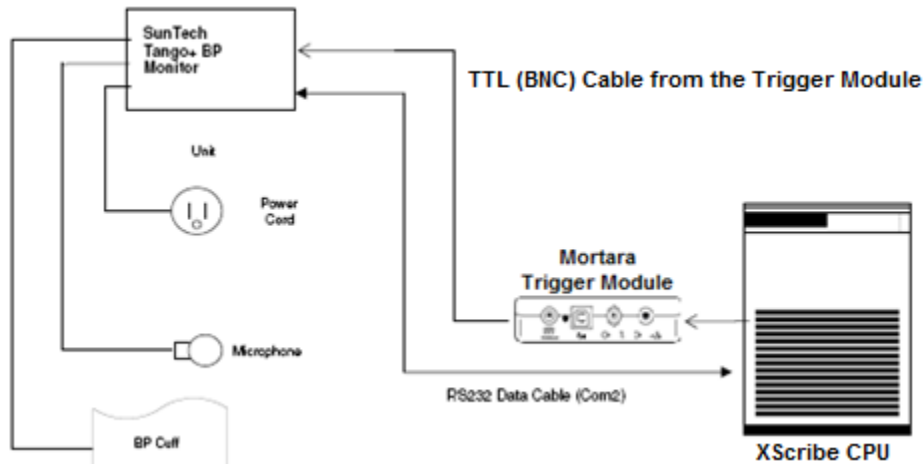 SunTech
Tango+ BP
Monitor
TTL (BNC) Cable from the Trigger Module
Unit
Power
Cord
Mortara
Trigger Module
Microphone
RS232 Data Cable (Com2)
BP Cuff
XScribe CPU